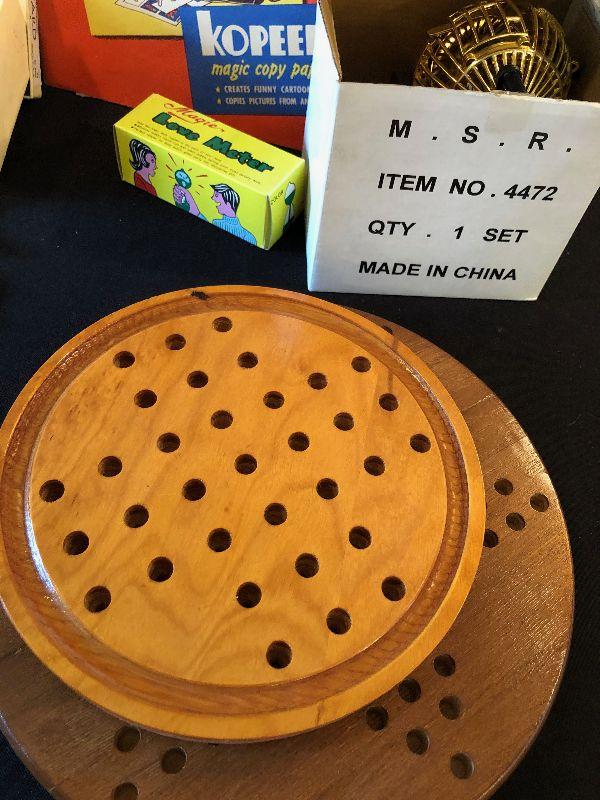 KOPEE
magic copy pa
★ CREATES FUNNY CARTOO
★ COPIES PICTURES FROM AN
Magic
Love Meter
M . S . R .
ITEM NO . 4472
QTY . 1 SET
MADE IN CHINA